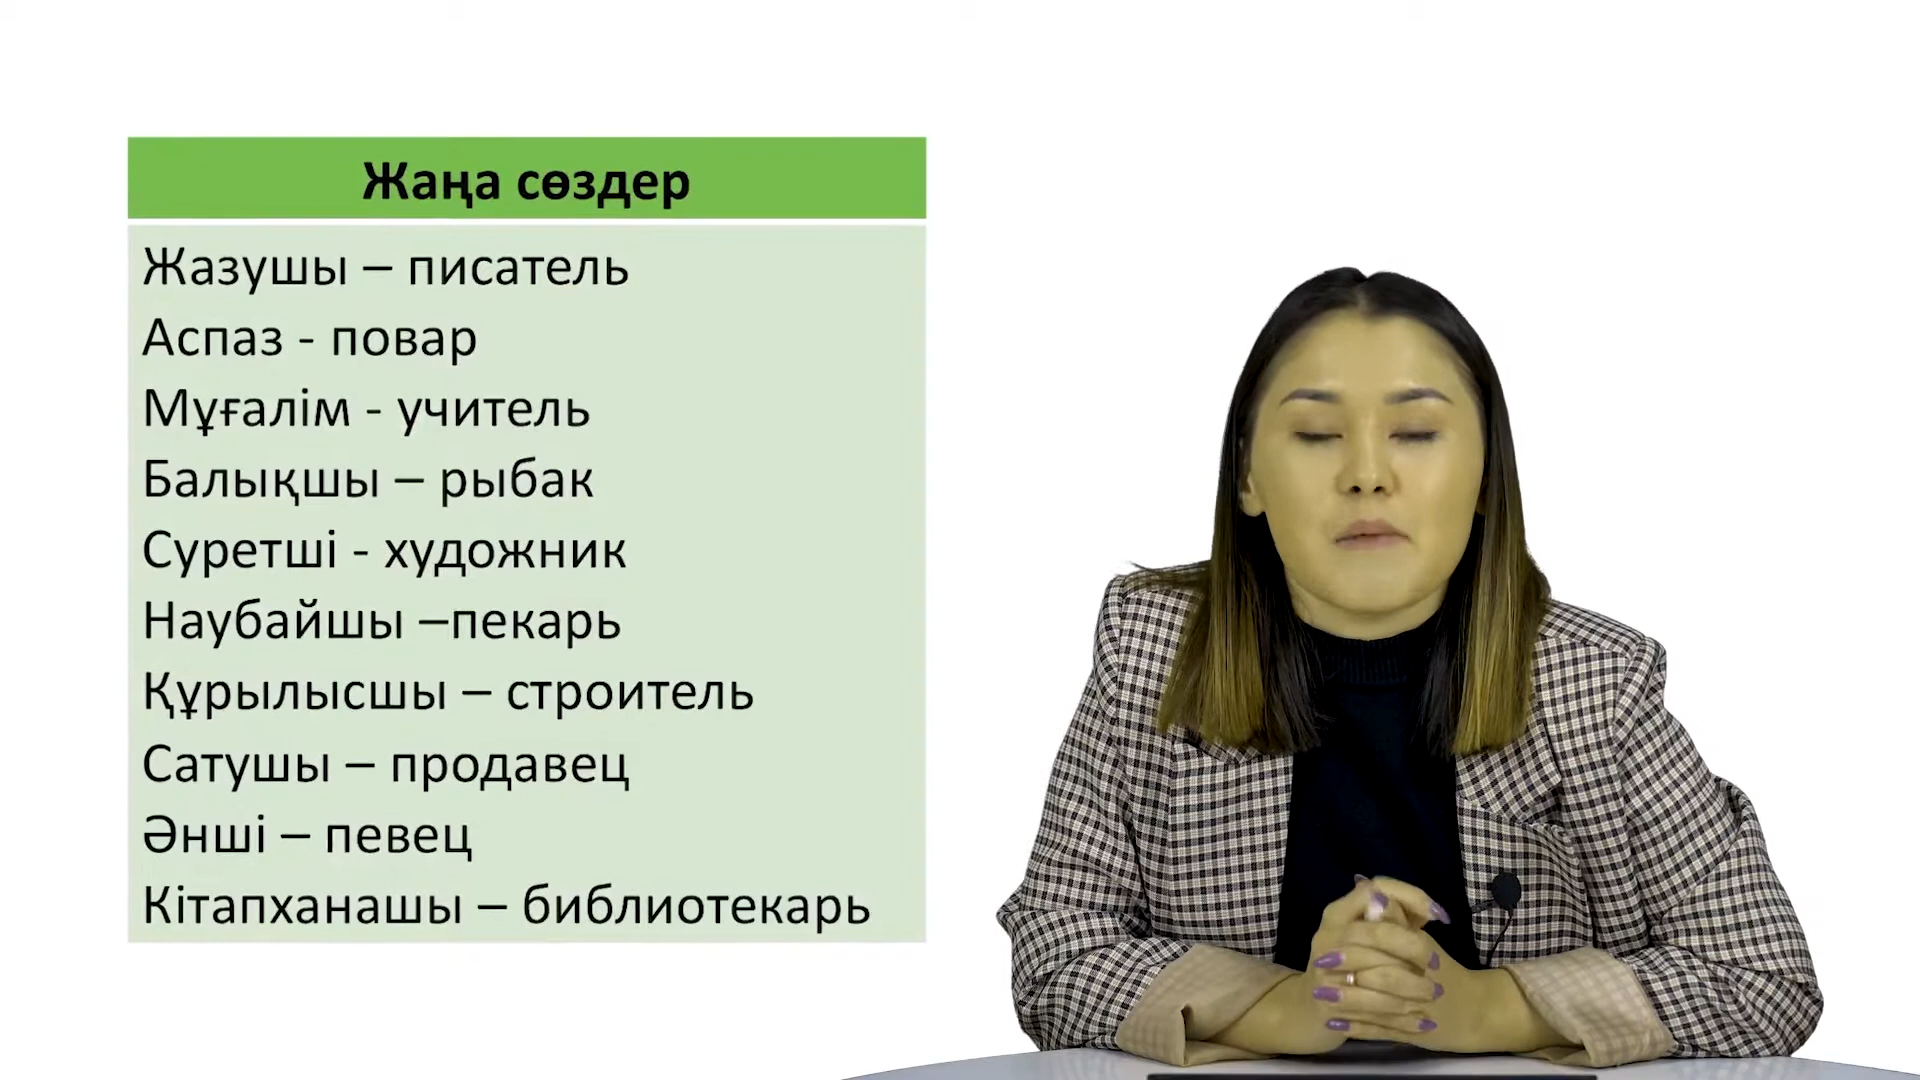 Жаңа сөздер
Жазушы – писатель
Аспаз - повар
Мұғалім - учитель
Балықшы – рыбак
Суретші - художник
Наубайшы –пекарь
Құрылысшы – строитель
Сатушы – продавец
Әнші – певец
Кітапханашы – библиотекарь